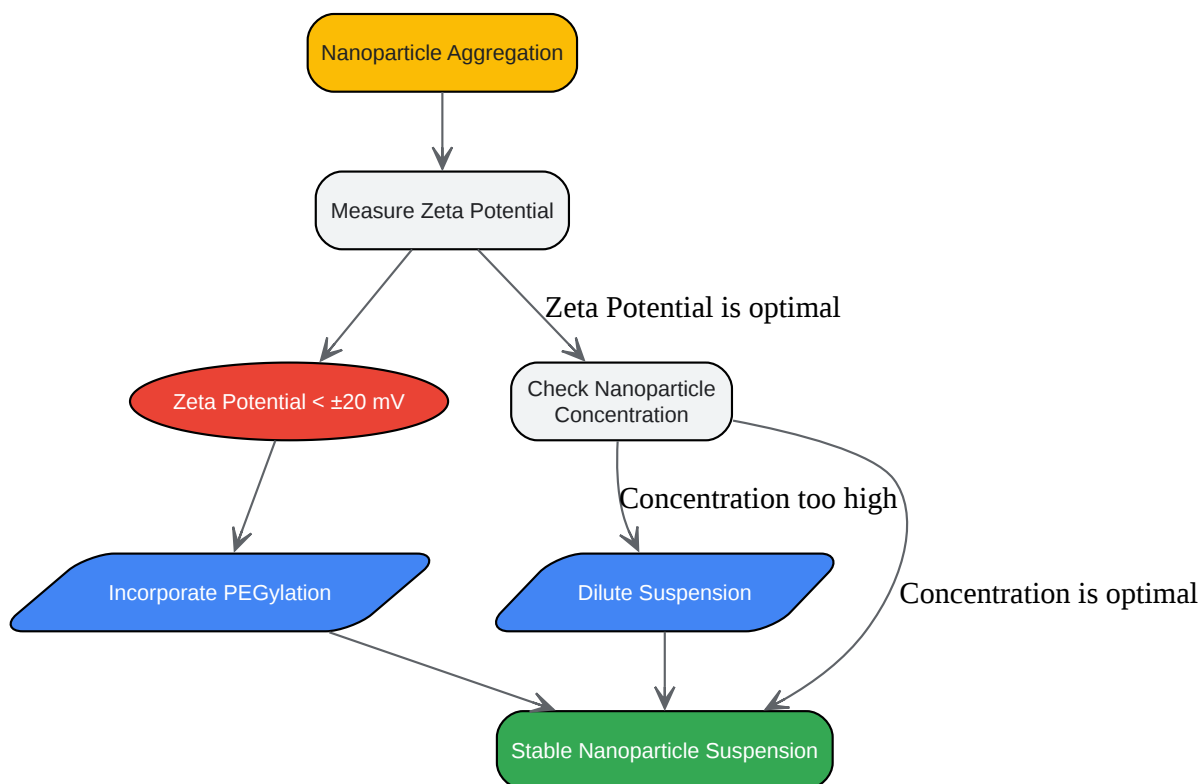 Nanoparticle Aggregation
Measure Zeta Potential
Zeta Potential is optimal
Zeta Potential < ±20 mV
Check Nanoparticle
Concentration
Concentration too high
Incorporate PEGylation
Dilute Suspension
Concentration is optimal
Stable Nanoparticle Suspension